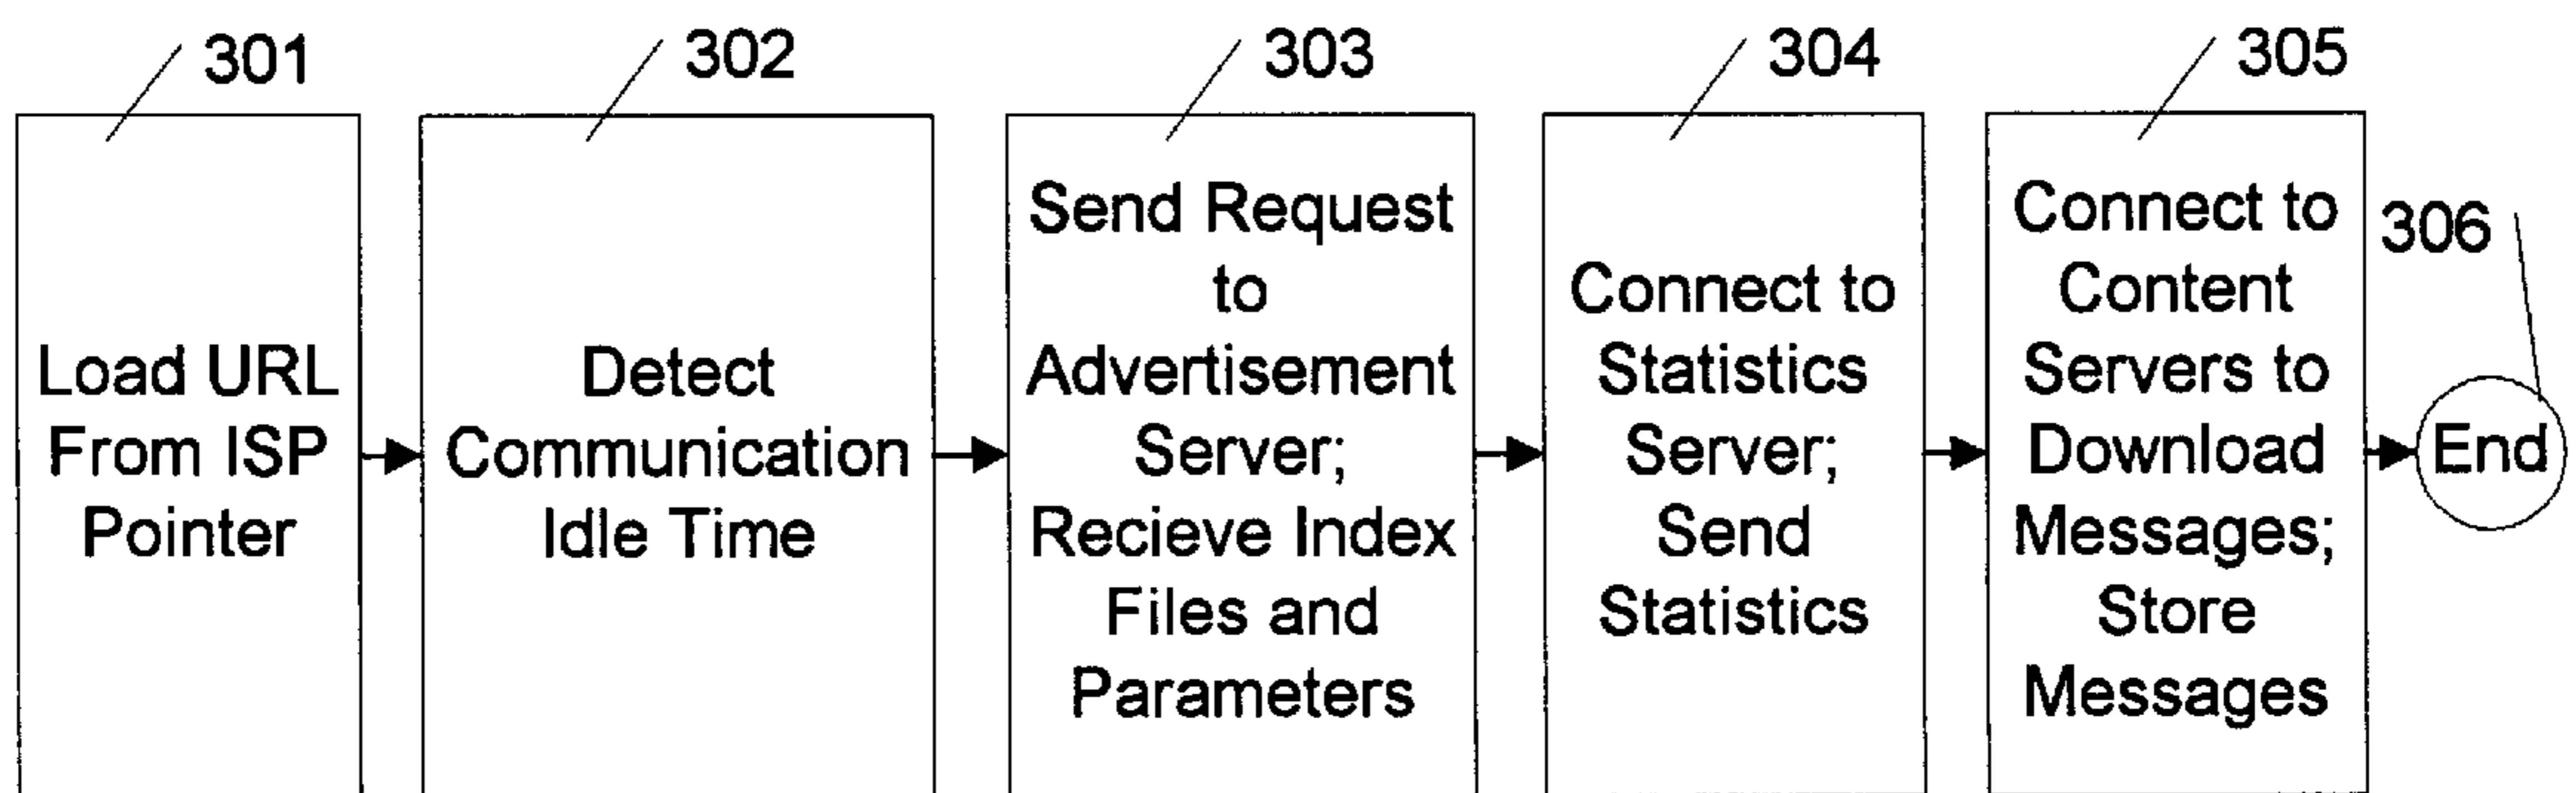 301
302
303
304
305
306
Load URL
From ISP
Pointer
Detect
Communication
Idle Time
Send Request
to
Advertisement
Server;
Recieve Index
Files and
Parameters
Connect to
Statistics
Server;
Send
Statistics
Connect to
Content
Servers to
Download
Messages;
Store
Messages
End